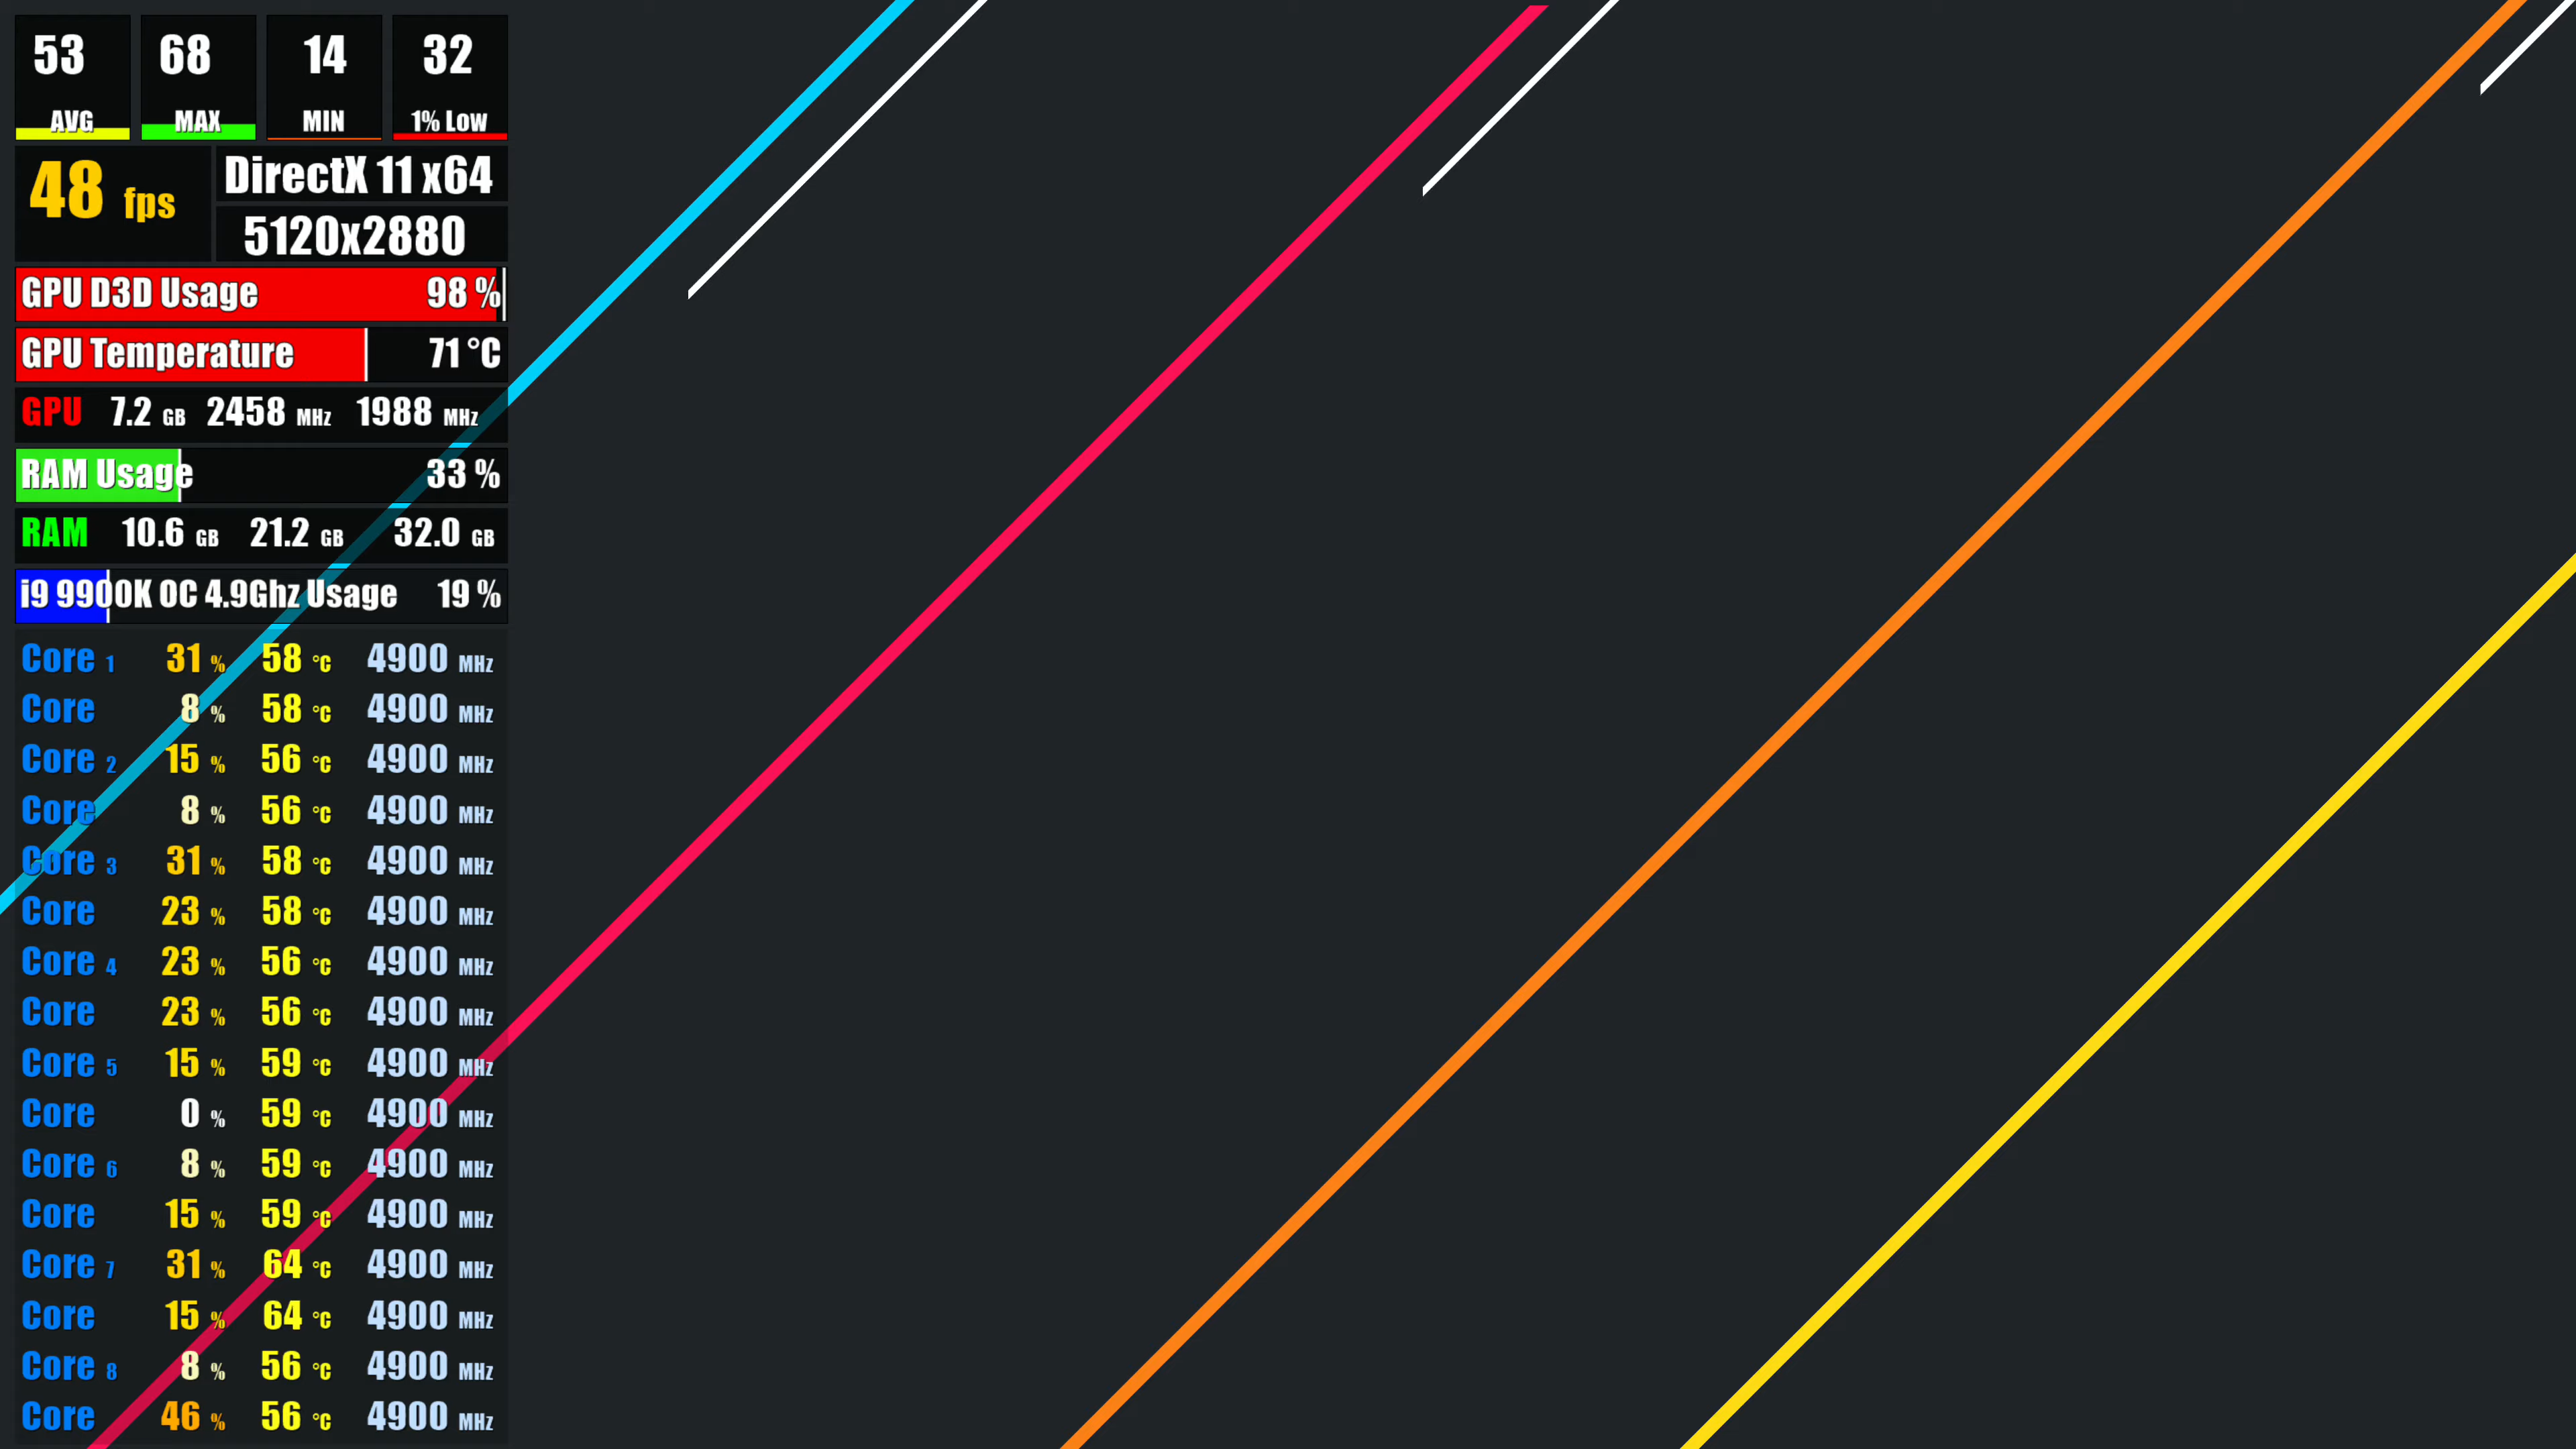 53 68 14 32
AVG MAX MIN 1% Low
48 fps
DirectX 11 x64
5120x2880
GPU D3D Usage 98 %
GPU Temperature 71 °C
GPU 7.2 GB 2458 MHz 1988 MHz
RAM Usage 33 %
RAM 10.6 GB 21.2 GB 32.0 GB
i9 9900K OC 4.9Ghz Usage 19 %
Core 1 31 % 58 °C 4900 MHz
Core 8 % 58 °C 4900 MHz
Core 2 15 % 56 °C 4900 MHz
Core 8 % 56 °C 4900 MHz
Core 3 31 % 58 °C 4900 MHz
Core 23 % 58 °C 4900 MHz
Core 4 23 % 56 °C 4900 MHz
Core 23 % 56 °C 4900 MHz
Core 5 15 % 59 °C 4900 MHz
Core 0 % 59 °C 4900 MHz
Core 6 8 % 59 °C 4900 MHz
Core 15 % 59 °C 4900 MHz
Core 7 31 % 64 °C 4900 MHz
Core 15 % 64 °C 4900 MHz
Core 8 8 % 56 °C 4900 MHz
Core 46 % 56 °C 4900 MHz